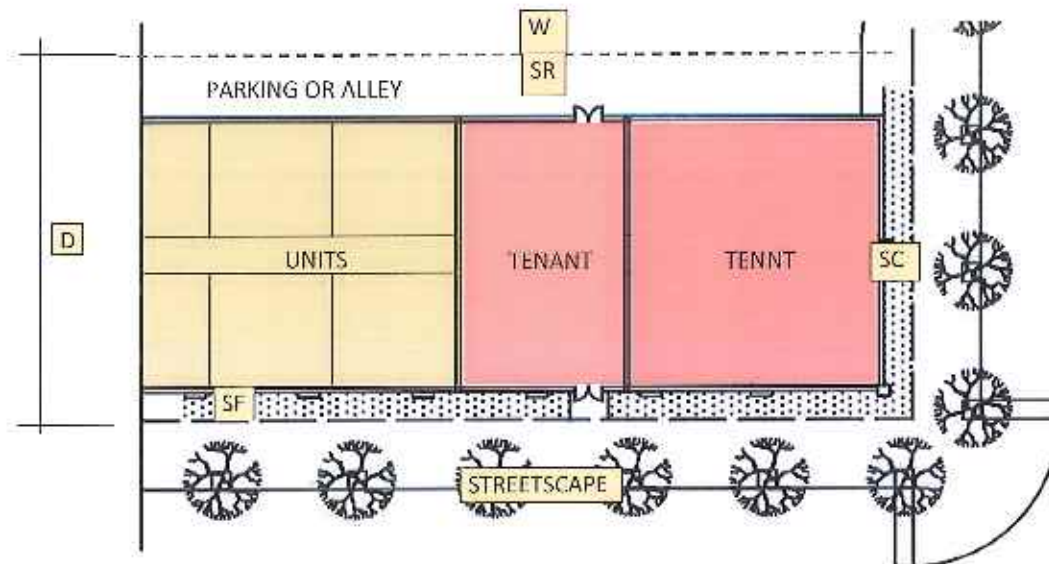 W
SR
PARKING OR ALLEY
D
UNITS
TENANT
TENNT
SC
SF
STREETSCAPE